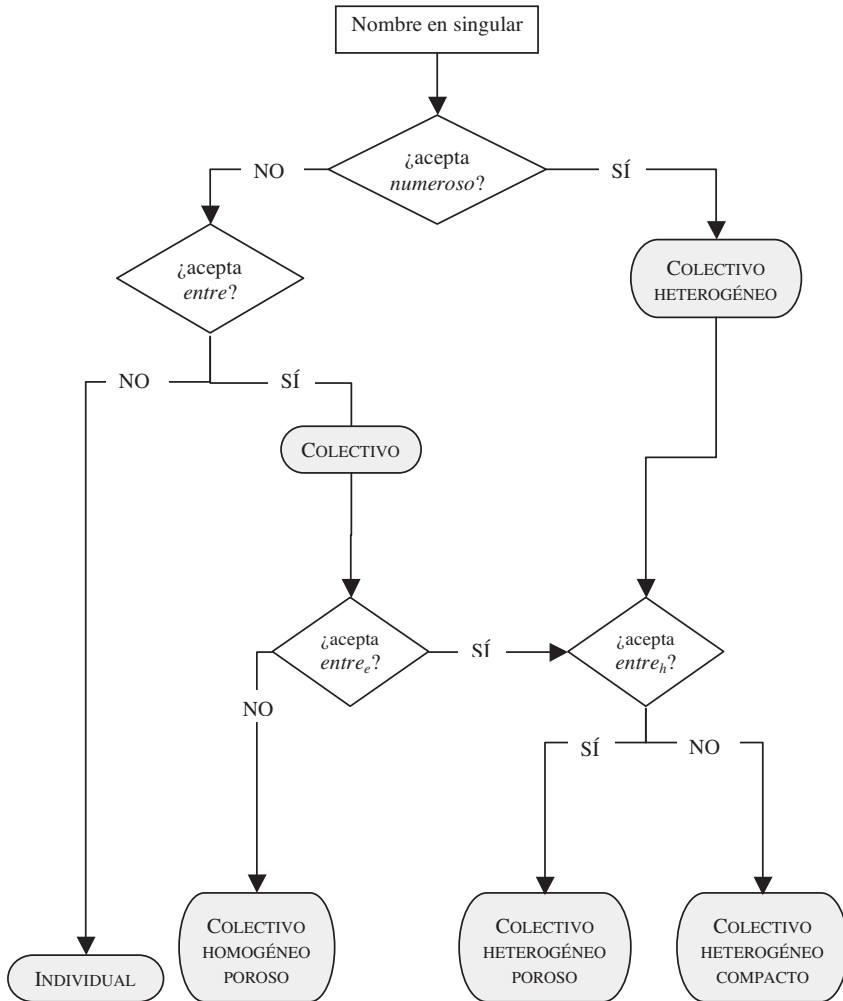 Nombre en singular
¿acepta
numeroso?
NO
SÍ
¿acepta
entre?
COLECTIVO
HETEROGÉNEO
NO
SÍ
COLECTIVO
¿acepta
entreₑ?
SÍ
¿acepta
entreₕ?
NO
SÍ
NO
COLECTIVO
HOMOGÉNEO
POROSO
COLECTIVO
HETEROGÉNEO
POROSO
COLECTIVO
HETEROGÉNEO
COMPACTO
INDIVIDUAL